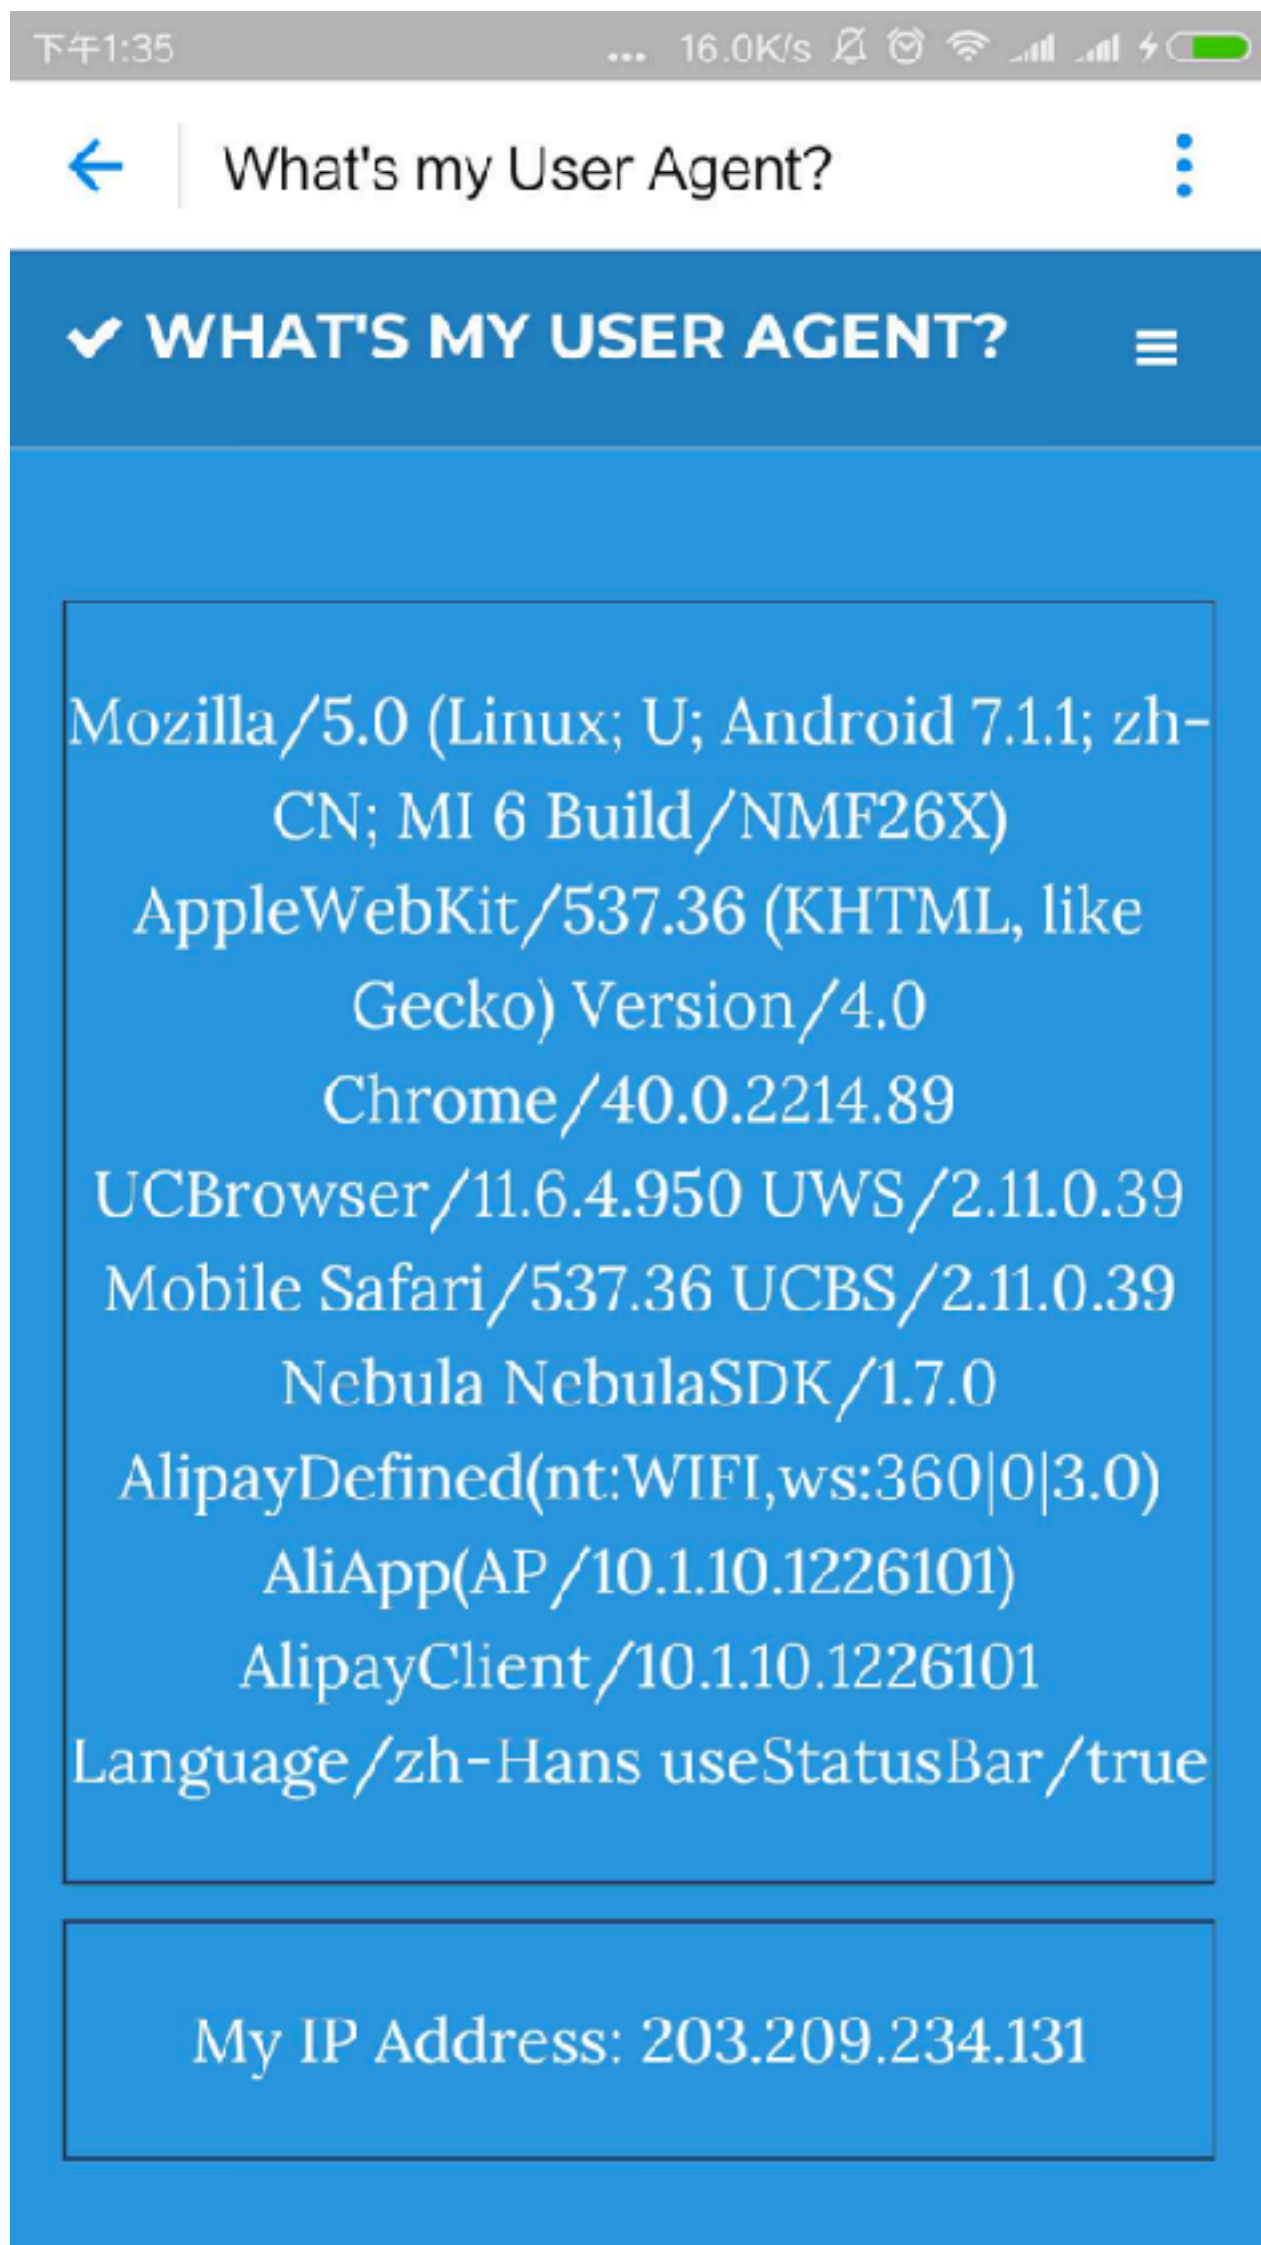 下午1:35 ... 16.0K/s
What's my User Agent?
WHAT'S MY USER AGENT?
Mozilla/5.0 (Linux; U; Android 7.1.1; zh-
CN; MI 6 Build/NMF26X)
AppleWebKit/537.36 (KHTML, like
Gecko) Version/4.0
Chrome/40.0.2214.89
UCBrowser/11.6.4.950 UWS/2.11.0.39
Mobile Safari/537.36 UCBS/2.11.0.39
Nebula NebulaSDK/1.7.0
AlipayDefined(nt:WIFI,ws:360|0|3.0)
AliApp(AP/10.1.10.1226101)
AlipayClient/10.1.10.1226101
Language/zh-Hans useStatusBar/true
My IP Address: 203.209.234.131